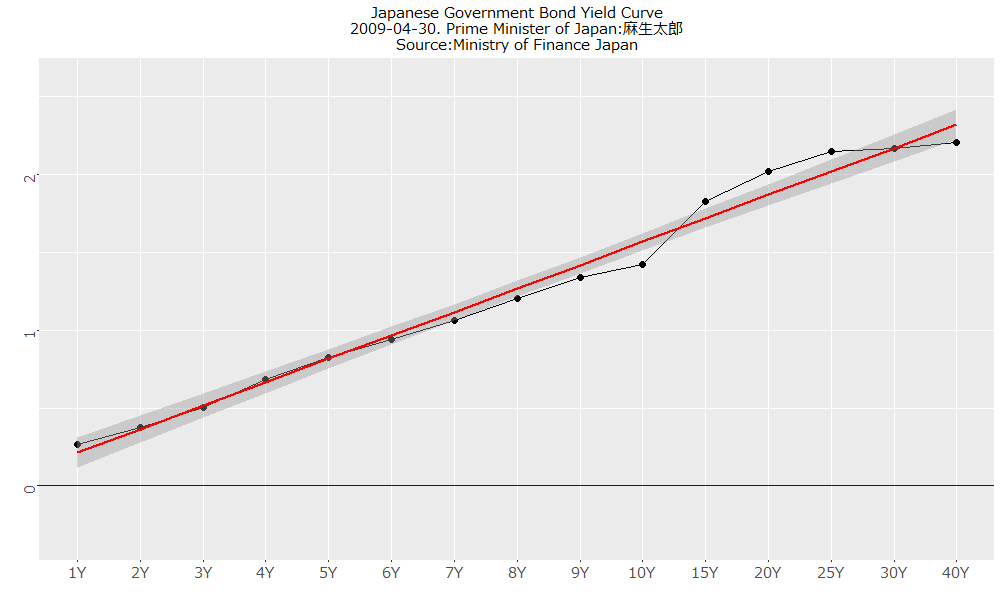 Japanese Government Bond Yield Curve
2009-04-30. Prime Minister of Japan:麻生太郎
Source:Ministry of Finance Japan
2
1
0
1Y 2Y 3Y 4Y 5Y 6Y 7Y 8Y 9Y 10Y 15Y 20Y 25Y 30Y 40Y